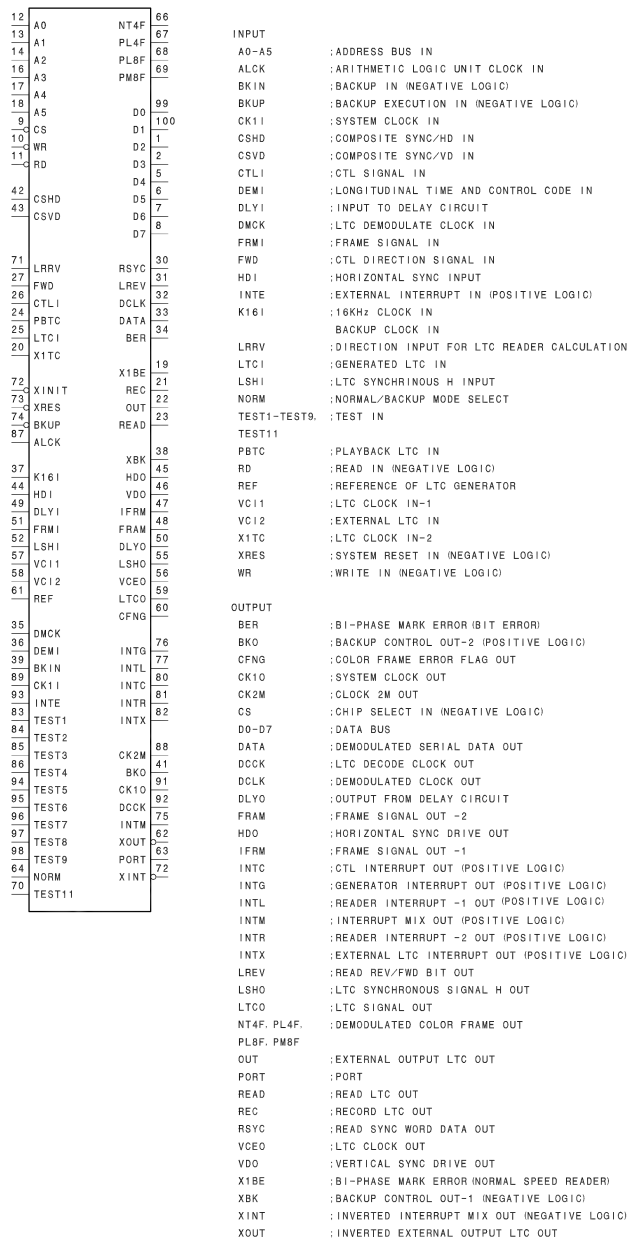 12 A0 NT4F 66
13 A1 PL4F 67
14 A2 PL8F 68
16 A3 PM8F 69
17 A4
18 A5 D0 99
9 CS D1 100
10 WR D2 1
11 RD D3 2
D4 5
42 CSHD D5 6
43 CSVD D6 7
D7 8
71 LRRV RSYC 30
27 FWD LREV 31
26 CTLI DCLK 32
24 PBTC DATA 33
25 LTCI BER 34
20 X1TC
X1BE 19
72 XINIT REC 21
73 XRES OUT 22
74 BKUP READ 23
87 ALCK
XBK 38
37 K16I HDO 45
44 HDI VDO 46
49 DLYI IFRM 47
51 FRMI FRAM 48
52 LSHI DLYO 50
57 VCI1 LSHO 55
58 VCI2 VCEO 56
61 REF LTCO 59
CFNG 60
35 DMCK
36 DEMI INTG 76
39 BKIN INTL 77
89 CK1I INTC 80
93 INTE INTR 81
83 TEST1 INTX 82
84 TEST2
85 TEST3 CK2M 88
86 TEST4 BKO 41
94 TEST5 CK1O 91
95 TEST6 DCCK 92
96 TEST7 INTM 75
97 TEST8 XOUT 62
98 TEST9 PORT 63
64 NORM XINT 72
70 TEST11
INPUT
A0-A5 ;ADDRESS BUS IN
ALCK ;ARITHMETIC LOGIC UNIT CLOCK IN
BKIN ;BACKUP IN (NEGATIVE LOGIC)
BKUP ;BACKUP EXECUTION IN (NEGATIVE LOGIC)
CK1I ;SYSTEM CLOCK IN
CSHD ;COMPOSITE SYNC/HD IN
CSVD ;COMPOSITE SYNC/VD IN
CTLI ;CTL SIGNAL IN
DEMI ;LONGITUDINAL TIME AND CONTROL CODE IN
DLYI ;INPUT TO DELAY CIRCUIT
DMCK ;LTC DEMODULATE CLOCK IN
FRMI ;FRAME SIGNAL IN
FWD ;CTL DIRECTION SIGNAL IN
HDI ;HORIZONTAL SYNC INPUT
INTE ;EXTERNAL INTERRUPT IN (POSITIVE LOGIC)
K16I ;16KHz CLOCK IN
BACKUP CLOCK IN
LRRV ;DIRECTION INPUT FOR LTC READER CALCULATION
LTCI ;GENERATED LTC IN
LSHI ;LTC SYNCHRINOUS H INPUT
NORM ;NORMAL/BACKUP MODE SELECT
TEST1-TEST9, ;TEST IN
TEST11
PBTC ;PLAYBACK LTC IN
RD ;READ IN (NEGATIVE LOGIC)
REF ;REFERENCE OF LTC GENERATOR
VCI1 ;LTC CLOCK IN-1
VCI2 ;EXTERNAL LTC IN
X1TC ;LTC CLOCK IN-2
XRES ;SYSTEM RESET IN (NEGATIVE LOGIC)
WR ;WRITE IN (NEGATIVE LOGIC)
OUTPUT
BER ;BI-PHASE MARK ERROR (BIT ERROR)
BKO ;BACKUP CONTROL OUT-2 (POSITIVE LOGIC)
CFNG ;COLOR FRAME ERROR FLAG OUT
CK1O ;SYSTEM CLOCK OUT
CK2M ;CLOCK 2M OUT
CS ;CHIP SELECT IN (NEGATIVE LOGIC)
D0-D7 ;DATA BUS
DATA ;DEMODULATED SERIAL DATA OUT
DCCK ;LTC DECODE CLOCK OUT
DCLK ;DEMODULATED CLOCK OUT
DLYO ;OUTPUT FROM DELAY CIRCUIT
FRAM ;FRAME SIGNAL OUT -2
HDO ;HORIZONTAL SYNC DRIVE OUT
IFRM ;FRAME SIGNAL OUT -1
INTC ;CTL INTERRUPT OUT (POSITIVE LOGIC)
INTG ;GENERATOR INTERRUPT OUT (POSITIVE LOGIC)
INTL ;READER INTERRUPT -1 OUT (POSITIVE LOGIC)
INTM ;INTERRUPT MIX OUT (POSITIVE LOGIC)
INTR ;READER INTERRUPT -2 OUT (POSITIVE LOGIC)
INTX ;EXTERNAL LTC INTERRUPT OUT (POSITIVE LOGIC)
LREV ;READ REV/FWD BIT OUT
LSHO ;LTC SYNCHRONOUS SIGNAL H OUT
LTCO ;LTC SIGNAL OUT
NT4F, PL4F, ;DEMODULATED COLOR FRAME OUT
PL8F, PM8F
OUT ;EXTERNAL OUTPUT LTC OUT
PORT ;PORT
READ ;READ LTC OUT
REC ;RECORD LTC OUT
RSYC ;READ SYNC WORD DATA OUT
VCEO ;LTC CLOCK OUT
VDO ;VERTICAL SYNC DRIVE OUT
X1BE ;BI-PHASE MARK ERROR (NORMAL SPEED READER)
XBK ;BACKUP CONTROL OUT-1 (NEGATIVE LOGIC)
XINT ;INVERTED INTERRUPT MIX OUT (NEGATIVE LOGIC)
XOUT ;INVERTED EXTERNAL OUTPUT LTC OUT